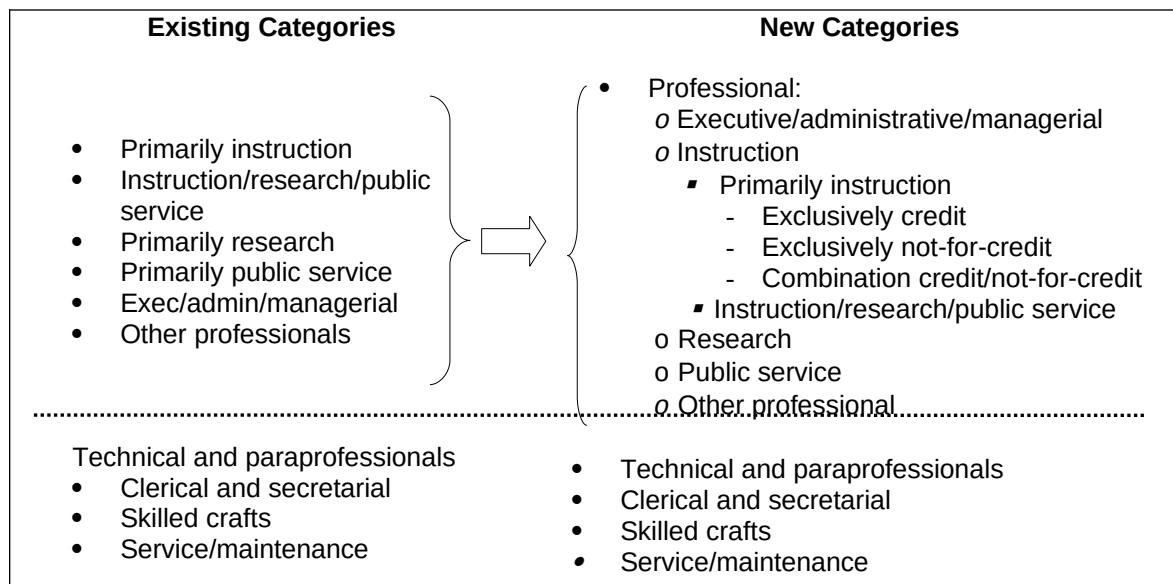 Existing Categories
• Primarily instruction
• Instruction/research/public
service
• Primarily research
• Primarily public service
• Exec/admin/managerial
• Other professionals
Technical and paraprofessionals
• Clerical and secretarial
• Skilled crafts
• Service/maintenance
New Categories
• Professional:
o Executive/administrative/managerial
o Instruction
▪ Primarily instruction
- Exclusively credit
- Exclusively not-for-credit
- Combination credit/not-for-credit
▪ Instruction/research/public service
o Research
o Public service
o Other professional
• Technical and paraprofessionals
• Clerical and secretarial
• Skilled crafts
• Service/maintenance